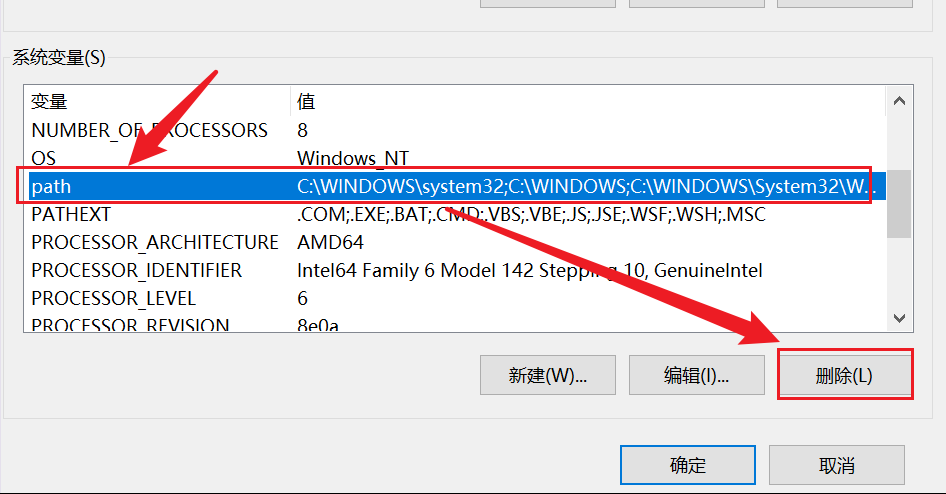 系统变量(S)
变量 值
NUMBER_OF_PROCESSORS 8
OS Windows_NT
path C:\WINDOWS\system32;C:\WINDOWS;C:\WINDOWS\System32\W...
PATHEXT .COM;.EXE;.BAT;.CMD;.VBS;.VBE;.JS;.JSE;.WSF;.WSH;.MSC
PROCESSOR_ARCHITECTURE AMD64
PROCESSOR_IDENTIFIER Intel64 Family 6 Model 142 Stepping 10, GenuineIntel
PROCESSOR_LEVEL 6
PROCESSOR_REVISION 8e0a
新建(W)... 编辑(I)... 删除(L)
确定 取消